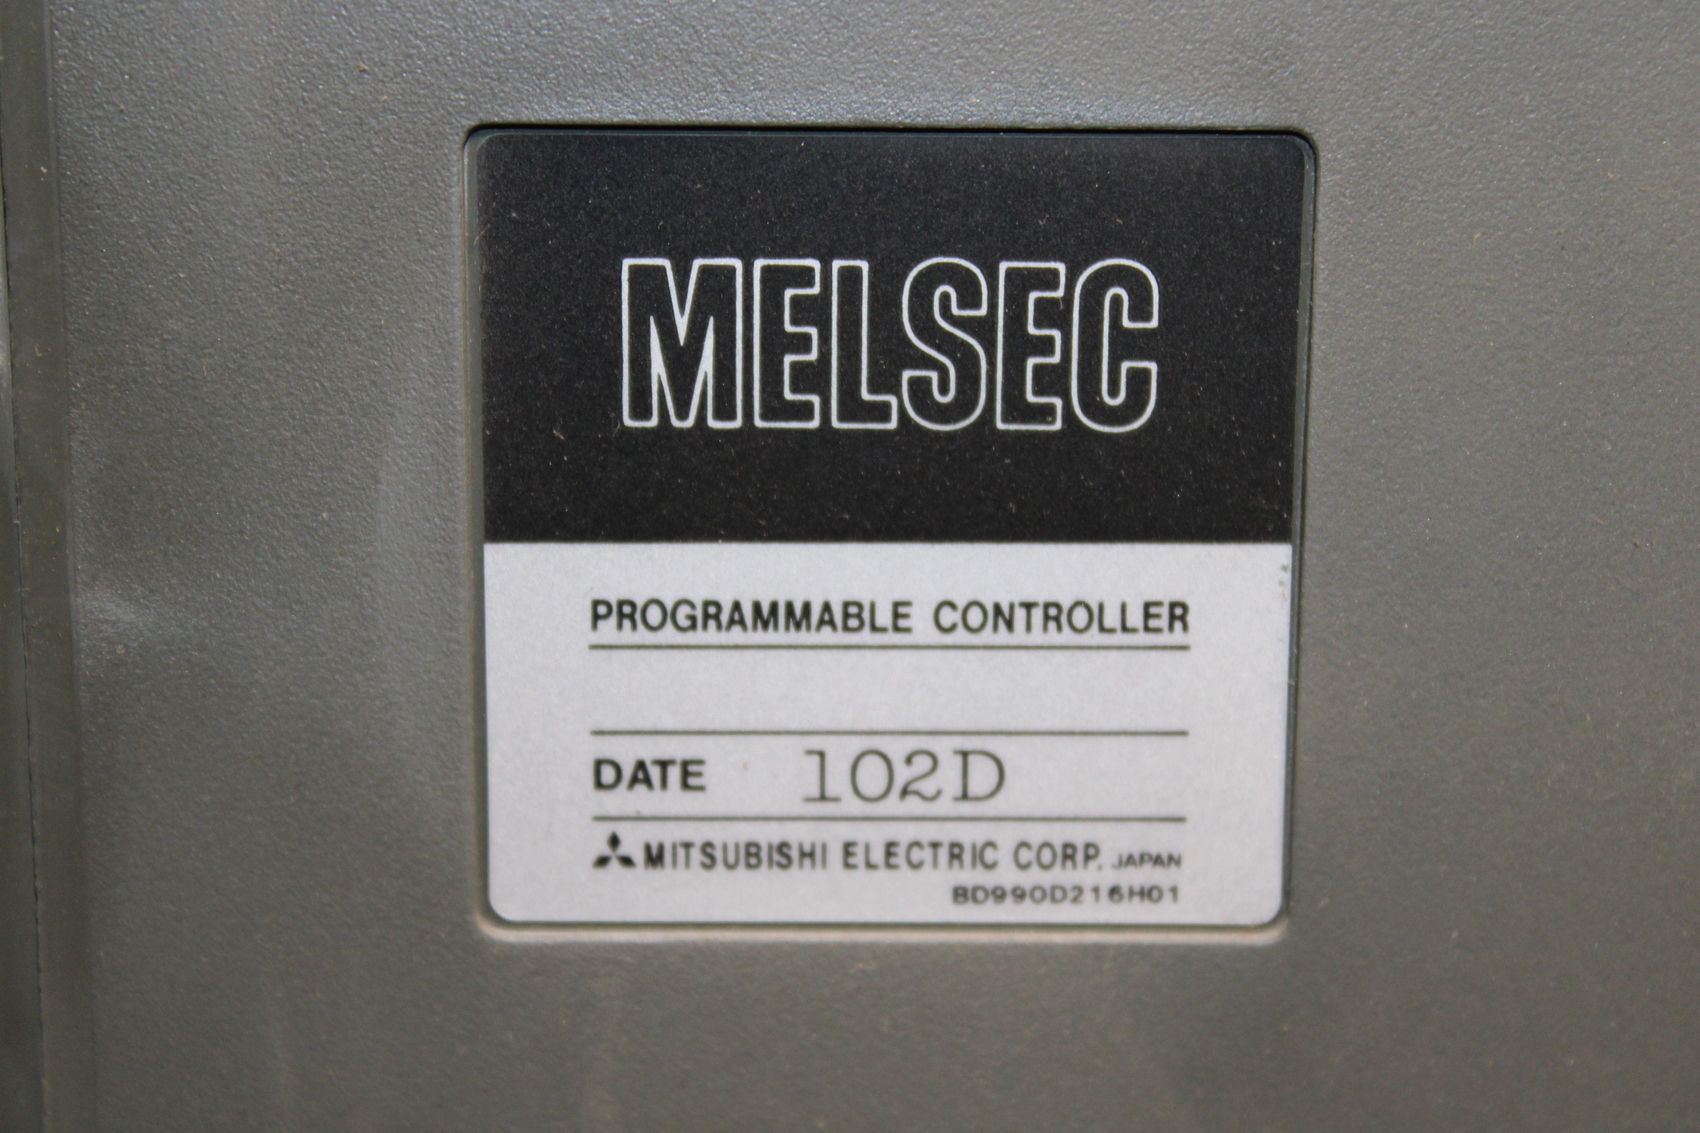 MELSEC
PROGRAMMABLE CONTROLLER
DATE 102D
MITSUBISHI ELECTRIC CORP. JAPAN
BD990D216H01